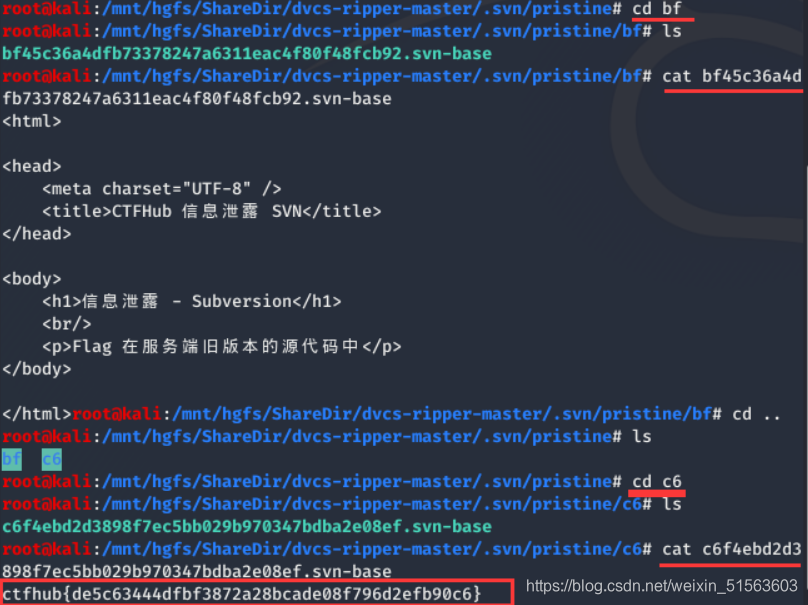 root@kali:/mnt/hgfs/ShareDir/dvcs-ripper-master/.svn/pristine# cd bf
root@kali:/mnt/hgfs/ShareDir/dvcs-ripper-master/.svn/pristine/bf# ls
bf45c36a4dfb73378247a6311eac4f80f48fcb92.svn-base
root@kali:/mnt/hgfs/ShareDir/dvcs-ripper-master/.svn/pristine/bf# cat bf45c36a4d
fb73378247a6311eac4f80f48fcb92.svn-base
<html>
<head>
    <meta charset="UTF-8" />
    <title>CTFHub 信息泄露 SVN</title>
</head>
<body>
    <h1>信息泄露 - Subversion</h1>
    <br/>
    <p>Flag 在服务端旧版本的源代码中</p>
</body>
</html>root@kali:/mnt/hgfs/ShareDir/dvcs-ripper-master/.svn/pristine/bf# cd ..
root@kali:/mnt/hgfs/ShareDir/dvcs-ripper-master/.svn/pristine# ls
bf  c6
root@kali:/mnt/hgfs/ShareDir/dvcs-ripper-master/.svn/pristine# cd c6
root@kali:/mnt/hgfs/ShareDir/dvcs-ripper-master/.svn/pristine/c6# ls
c6f4ebd2d3898f7ec5bb029b970347bdba2e08ef.svn-base
root@kali:/mnt/hgfs/ShareDir/dvcs-ripper-master/.svn/pristine/c6# cat c6f4ebd2d3
898f7ec5bb029b970347bdba2e08ef.svn-base
ctfhub{de5c63444dfbf3872a28bcade08f796d2efb90c6}
https://blog.csdn.net/weixin_51563603